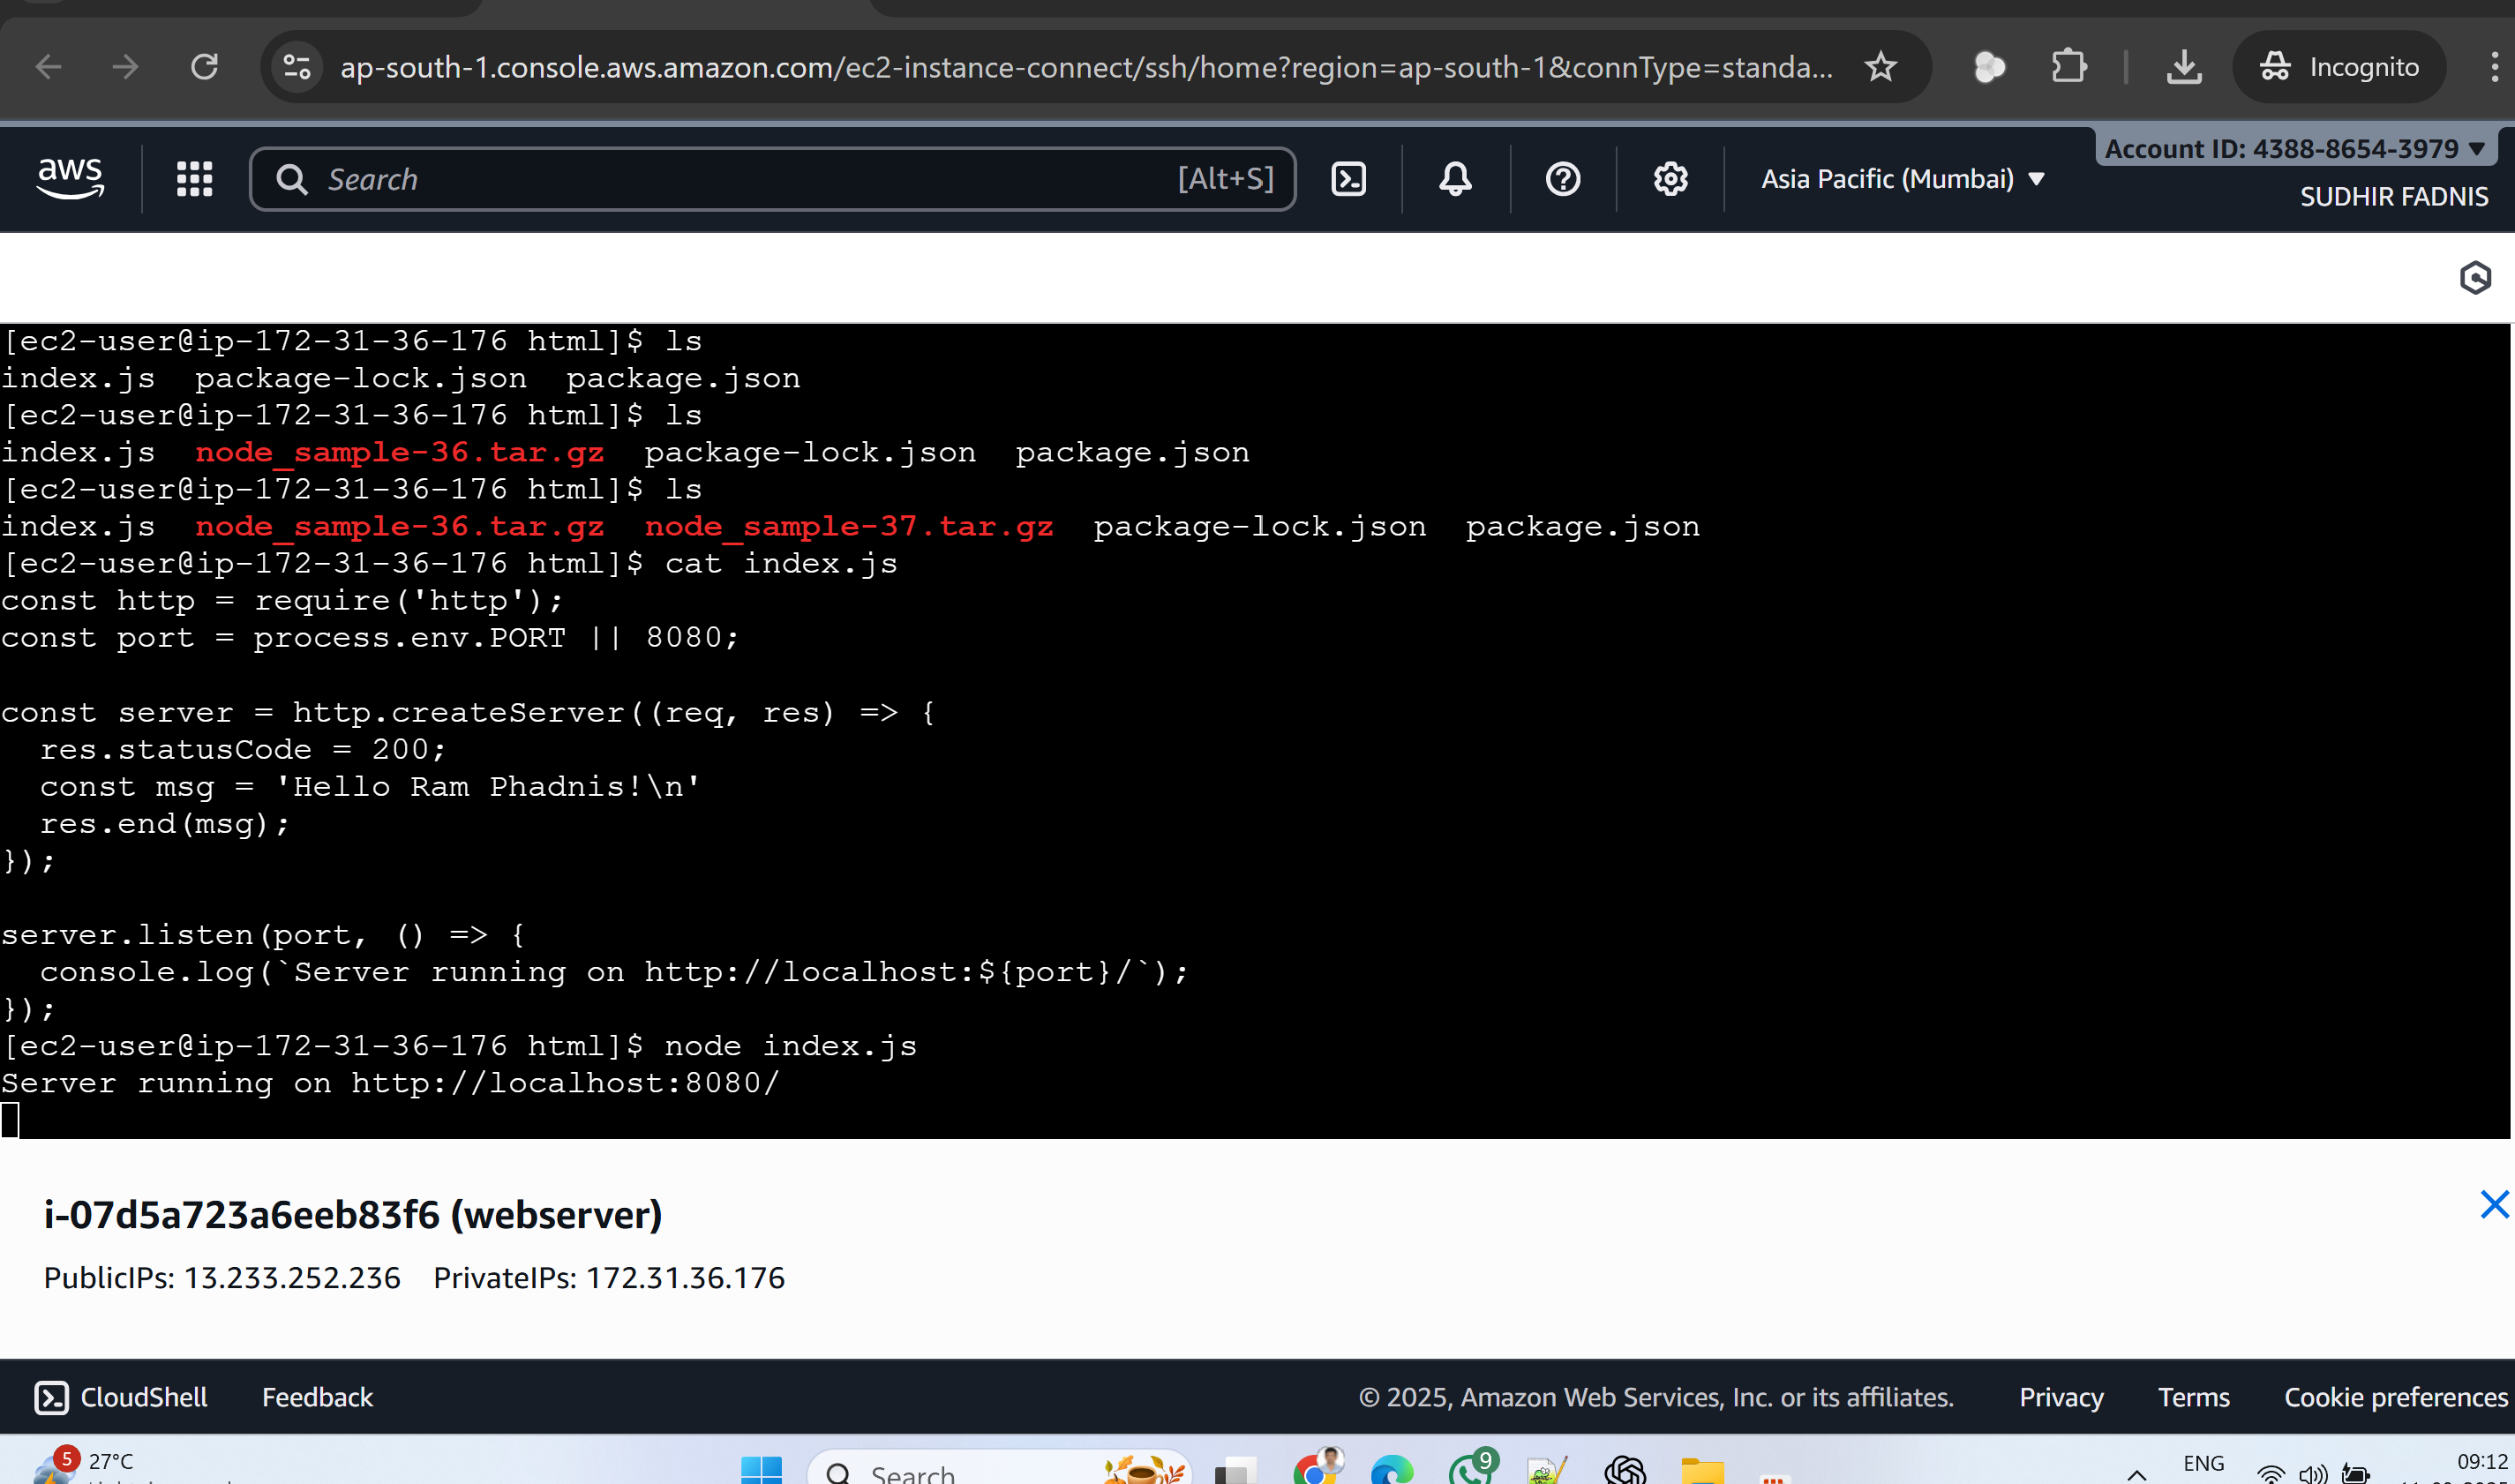 ap-south-1.console.aws.amazon.com/ec2-instance-connect/ssh/home?region=ap-south-1&connType=standa...
Incognito
aws
Search
[Alt+S]
Asia Pacific (Mumbai)
Account ID: 4388-8654-3979
SUDHIR FADNIS
[ec2-user@ip-172-31-36-176 html]$ ls
index.js  package-lock.json  package.json
[ec2-user@ip-172-31-36-176 html]$ ls
index.js  node_sample-36.tar.gz  package-lock.json  package.json
[ec2-user@ip-172-31-36-176 html]$ ls
index.js  node_sample-36.tar.gz  node_sample-37.tar.gz  package-lock.json  package.json
[ec2-user@ip-172-31-36-176 html]$ cat index.js
const http = require('http');
const port = process.env.PORT || 8080;
const server = http.createServer((req, res) => {
  res.statusCode = 200;
  const msg = 'Hello Ram Phadnis!\n'
  res.end(msg);
});
server.listen(port, () => {
  console.log(`Server running on http://localhost:${port}/`);
});
[ec2-user@ip-172-31-36-176 html]$ node index.js
Server running on http://localhost:8080/
i-07d5a723a6eeb83f6 (webserver)
PublicIPs: 13.233.252.236 PrivateIPs: 172.31.36.176
CloudShell Feedback © 2025, Amazon Web Services, Inc. or its affiliates. Privacy Terms Cookie preferences
5
27°C
Search
9
ENG
09:12